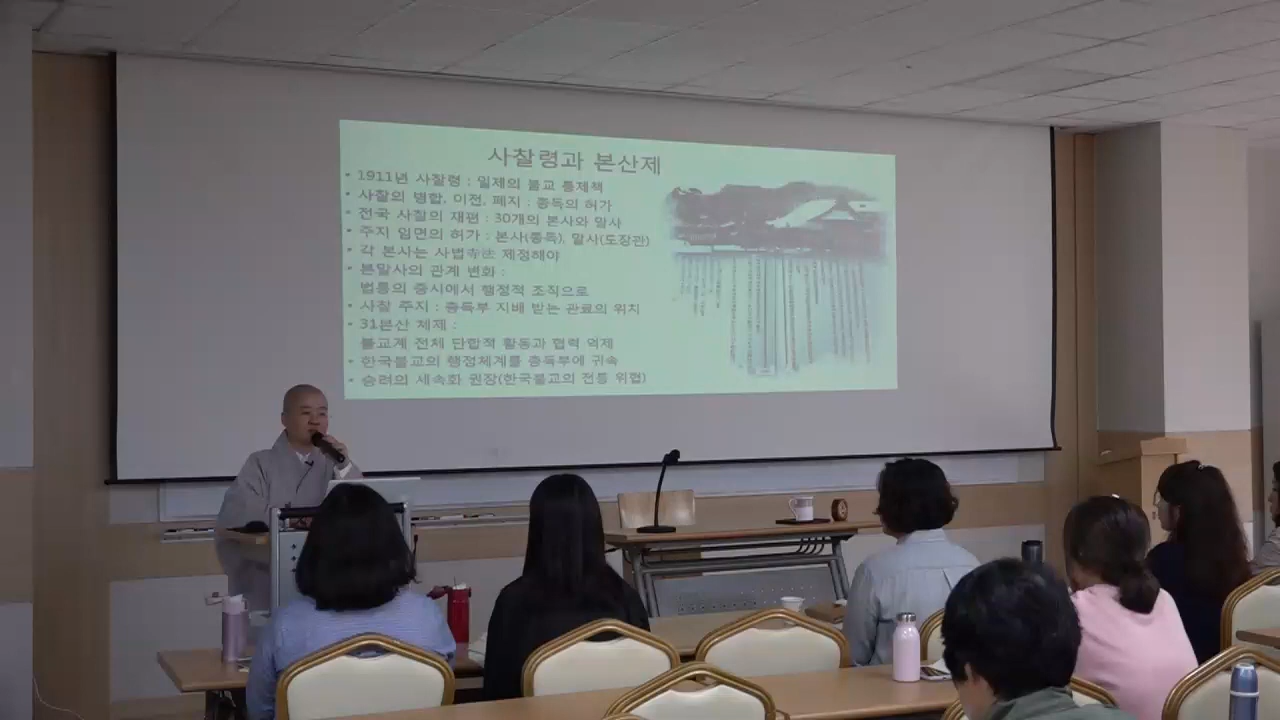 사찰령과 본산제
• 1911년 사찰령 : 일제의 불교 통제책
• 사찰의 병합, 이전, 폐지 : 총독의 허가
• 전국 사찰의 재편 : 30개의 본사와 말사
• 주지 임면의 허가 : 본사(총독), 말사(도장관)
• 각 본사는 사법寺法 제정해야
• 본말사의 관계 변화 :
법통의 중시에서 행정적 조직으로
• 사찰 주지 : 총독부 지배 받는 관료의 위치
• 31본산 체제 :
불교계 전체 단합적 활동과 협력 억제
• 한국불교의 행정체계를 총독부에 귀속
• 승려의 세속화 권장(한국불교의 전통 위협)